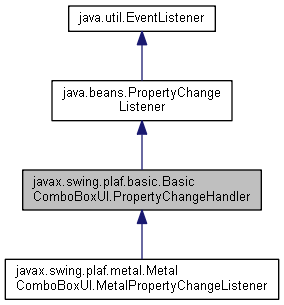 java.util.EventListener
java.beans.PropertyChange
Listener
javax.swing.plaf.basic.Basic
ComboBoxUI.PropertyChangeHandler
javax.swing.plaf.metal.Metal
ComboBoxUI.MetalPropertyChangeListener